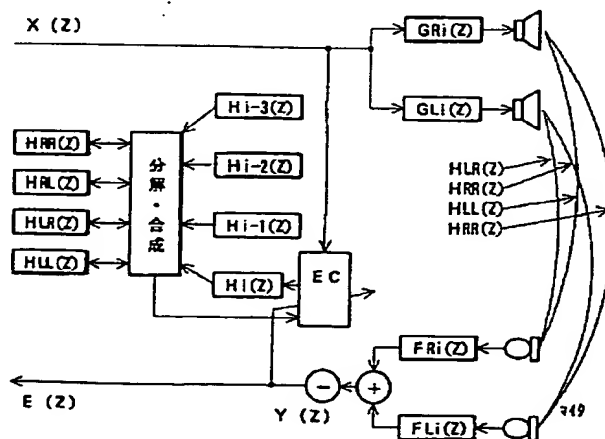 X (Z)
GRi(Z)
GLi(Z)
Hi-3(Z)
HRR(Z)
Hi-2(Z)
HRL(Z)
分解・合成
HLR(Z)
HRR(Z)
HLR(Z)
HLL(Z)
Hi-1(Z)
HRR(Z)
HLL(Z)
Hi(Z)
EC
FRi(Z)
+
−
E (Z)
Y (Z)
FLi(Z)